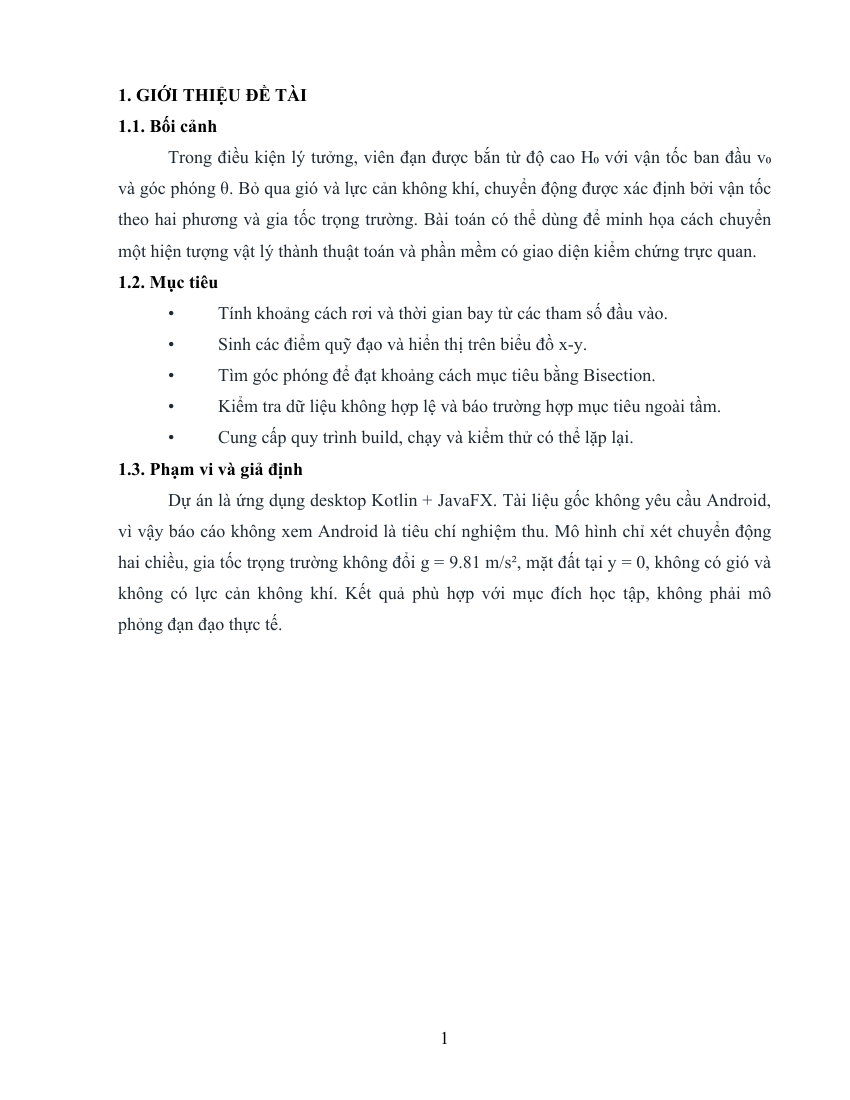 1. GIỚI THIỆU ĐỀ TÀI
1.1. Bối cảnh
Trong điều kiện lý tưởng, viên đạn được bắn từ độ cao H₀ với vận tốc ban đầu v₀
và góc phóng θ. Bỏ qua gió và lực cản không khí, chuyển động được xác định bởi vận tốc
theo hai phương và gia tốc trọng trường. Bài toán có thể dùng để minh họa cách chuyển
một hiện tượng vật lý thành thuật toán và phần mềm có giao diện kiểm chứng trực quan.
1.2. Mục tiêu
• Tính khoảng cách rơi và thời gian bay từ các tham số đầu vào.
• Sinh các điểm quỹ đạo và hiển thị trên biểu đồ x-y.
• Tìm góc phóng để đạt khoảng cách mục tiêu bằng Bisection.
• Kiểm tra dữ liệu không hợp lệ và báo trường hợp mục tiêu ngoài tầm.
• Cung cấp quy trình build, chạy và kiểm thử có thể lặp lại.
1.3. Phạm vi và giả định
Dự án là ứng dụng desktop Kotlin + JavaFX. Tài liệu gốc không yêu cầu Android,
vì vậy báo cáo không xem Android là tiêu chí nghiệm thu. Mô hình chỉ xét chuyển động
hai chiều, gia tốc trọng trường không đổi g = 9.81 m/s², mặt đất tại y = 0, không có gió và
không có lực cản không khí. Kết quả phù hợp với mục đích học tập, không phải mô
phỏng đạn đạo thực tế.
1